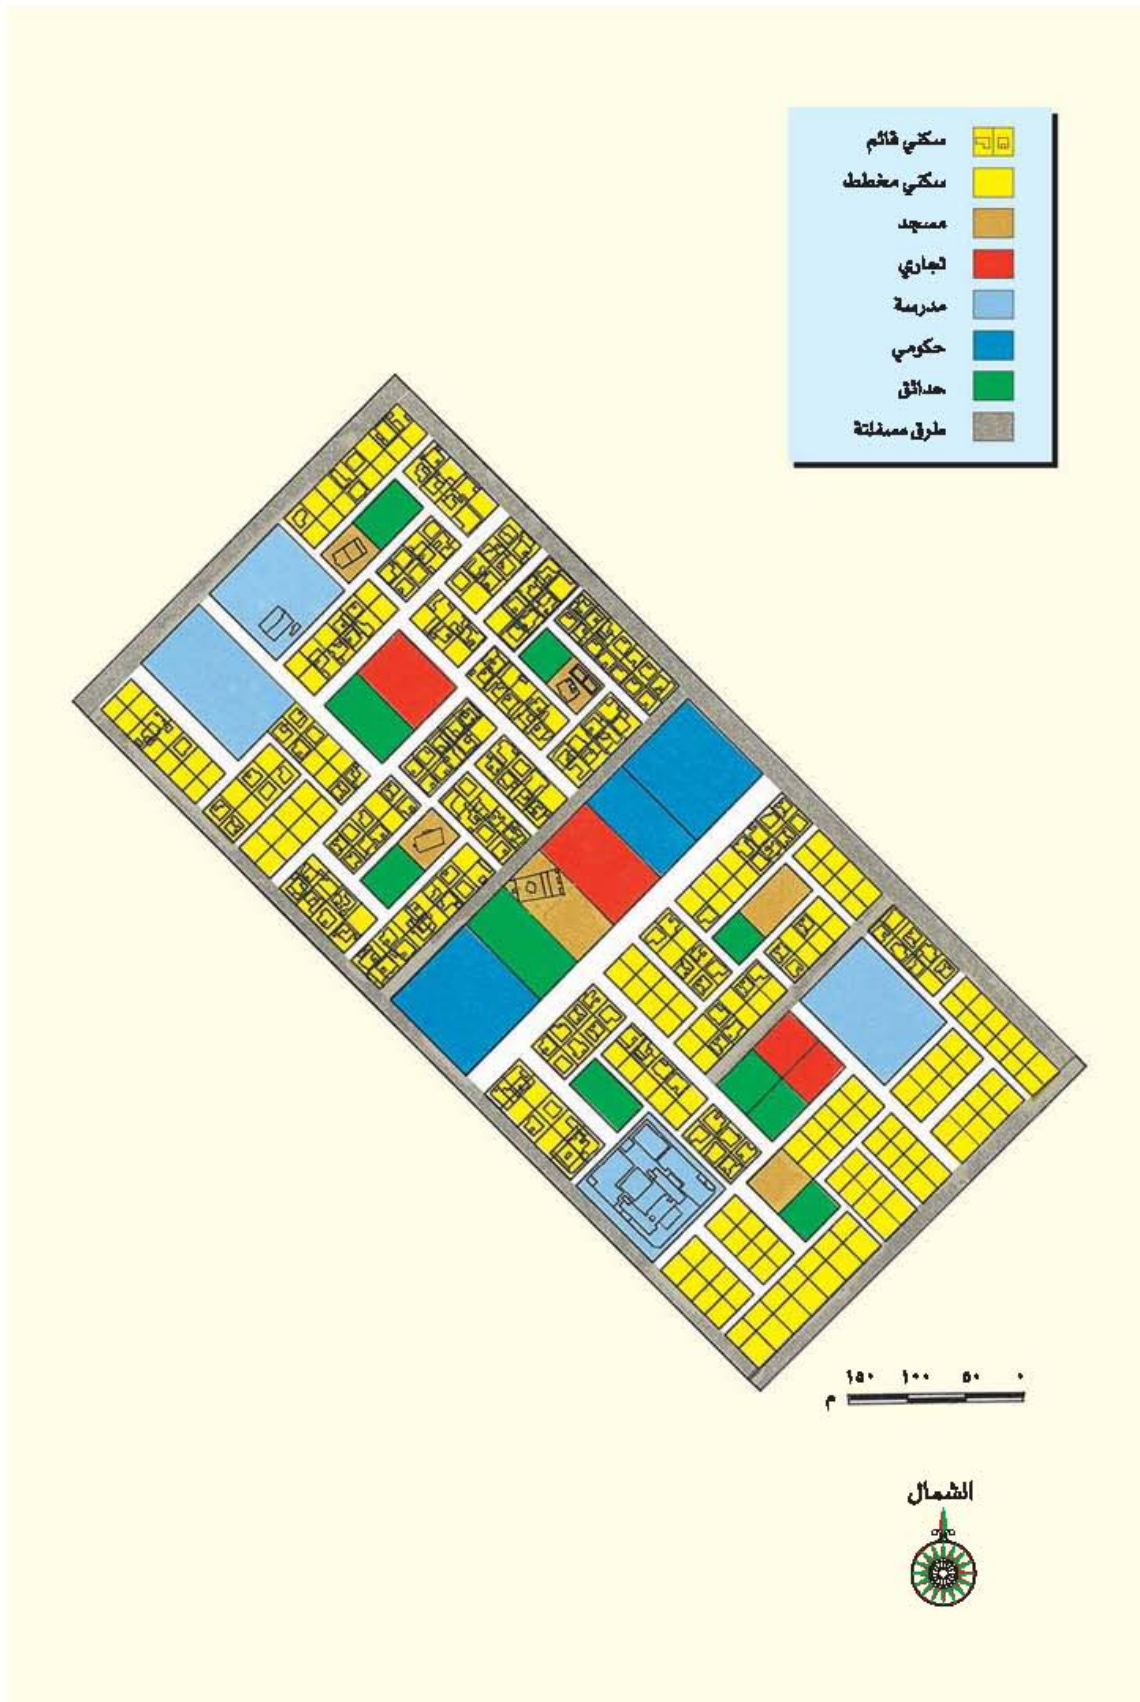 سكني قائم
سكني مخطط
مسجد
تجاري
مدرسة
حكومي
حدائق
طرق مسفلتة
١٥٠ ١٠٠ ٥٠ ٠
م
الشمال